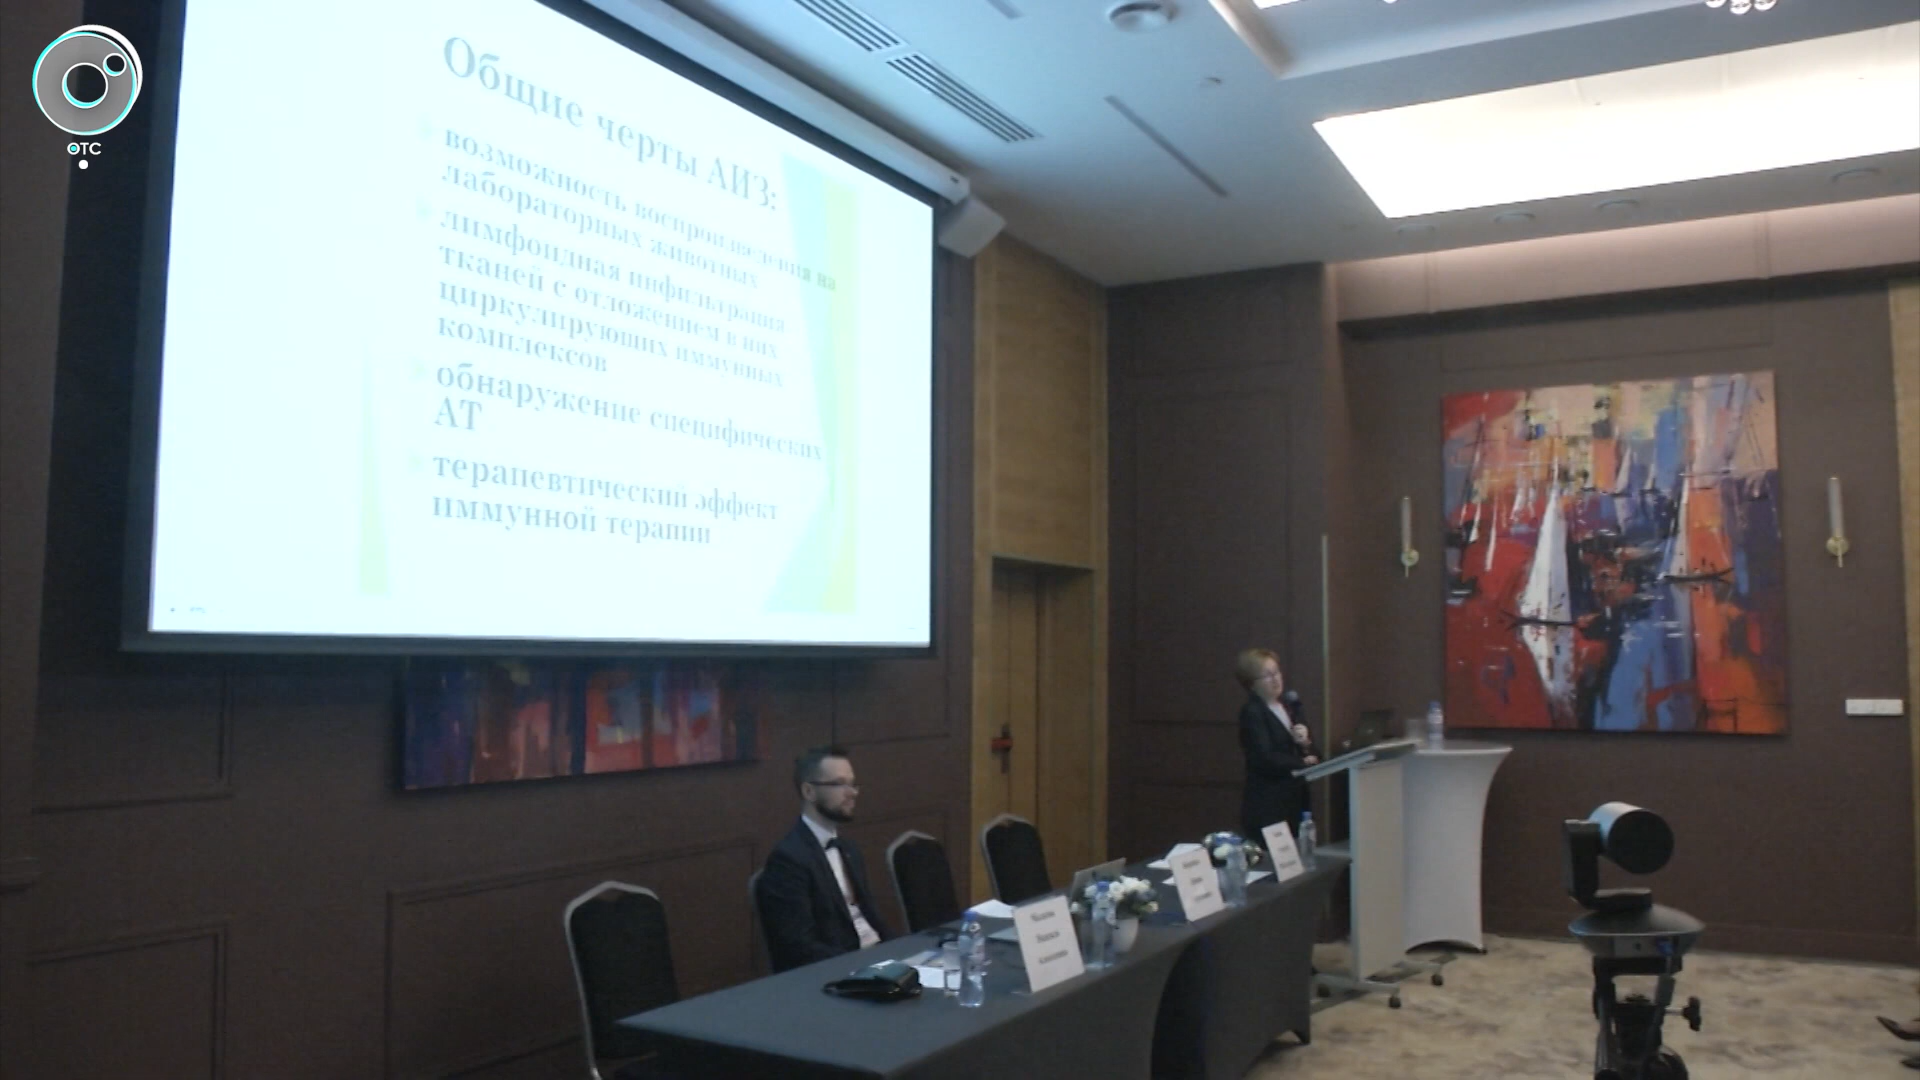 ОТС
Общие черты АИЗ:
возможность воспроизведения на
лабораторных животных
лимфоидная инфильтрация
тканей с отложением в них
циркулирующих иммунных
комплексов
обнаружение специфических
АТ
терапевтический эффект
иммунной терапии